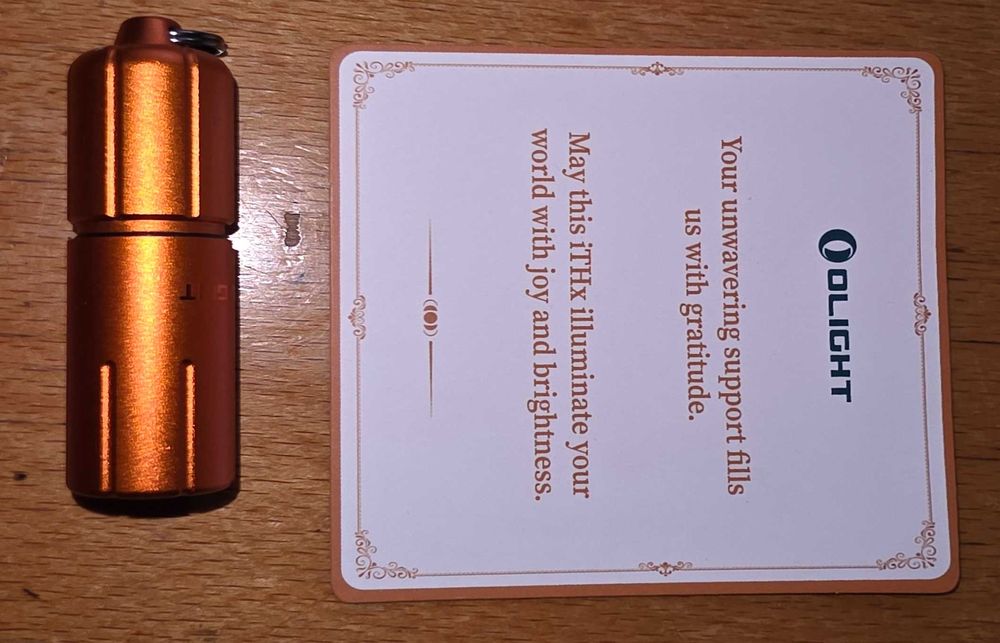 OLIGHT
Your unwavering support fills
us with gratitude.
May this iTHx illuminate your
world with joy and brightness.